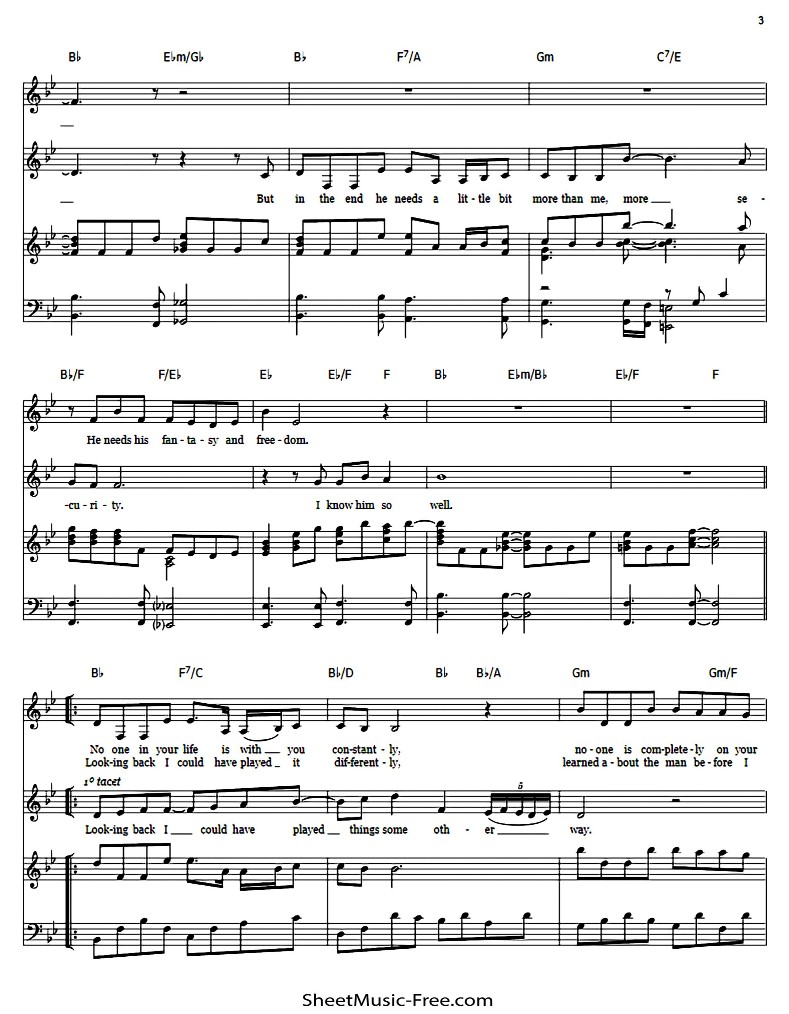 3
B♭ E♭m/G♭ B♭ F7/A Gm C7/E
But in the end he needs a lit - tle bit more than me, more se -
B♭/F F/E♭ E♭ E♭/F F B♭ E♭m/B♭ E♭/F F
He needs his fan - ta - sy and free - dom.
-cu - ri - ty. I know him so well.
B♭ F7/C B♭/D B♭ B♭/A Gm Gm/F
No one in your life is with you con-stant - ly, no - one is com-plete - ly on your
Look-ing back I could have played it dif-ferent - ly, learned a - bout the man be - fore I
1º tacet
5
Look-ing back I could have played things some oth - er way.
SheetMusic-Free.com